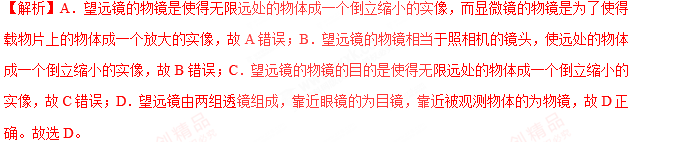 【解析】A．望远镜的物镜是使得无限远处的物体成一个倒立缩小的实像，而显微镜的物镜是为了使得
载物片上的物体成一个放大的实像，故 A 错误；B．望远镜的物镜相当于照相机的镜头，使远处的物体
成一个倒立缩小的实像，故 B 错误；C．望远镜的物镜的目的是使得无限远处的物体成一个倒立缩小的
实像，故 C 错误；D．望远镜由两组透镜组成，靠近眼镜的为目镜，靠近被观测物体的为物镜，故 D 正
确。故选 D。